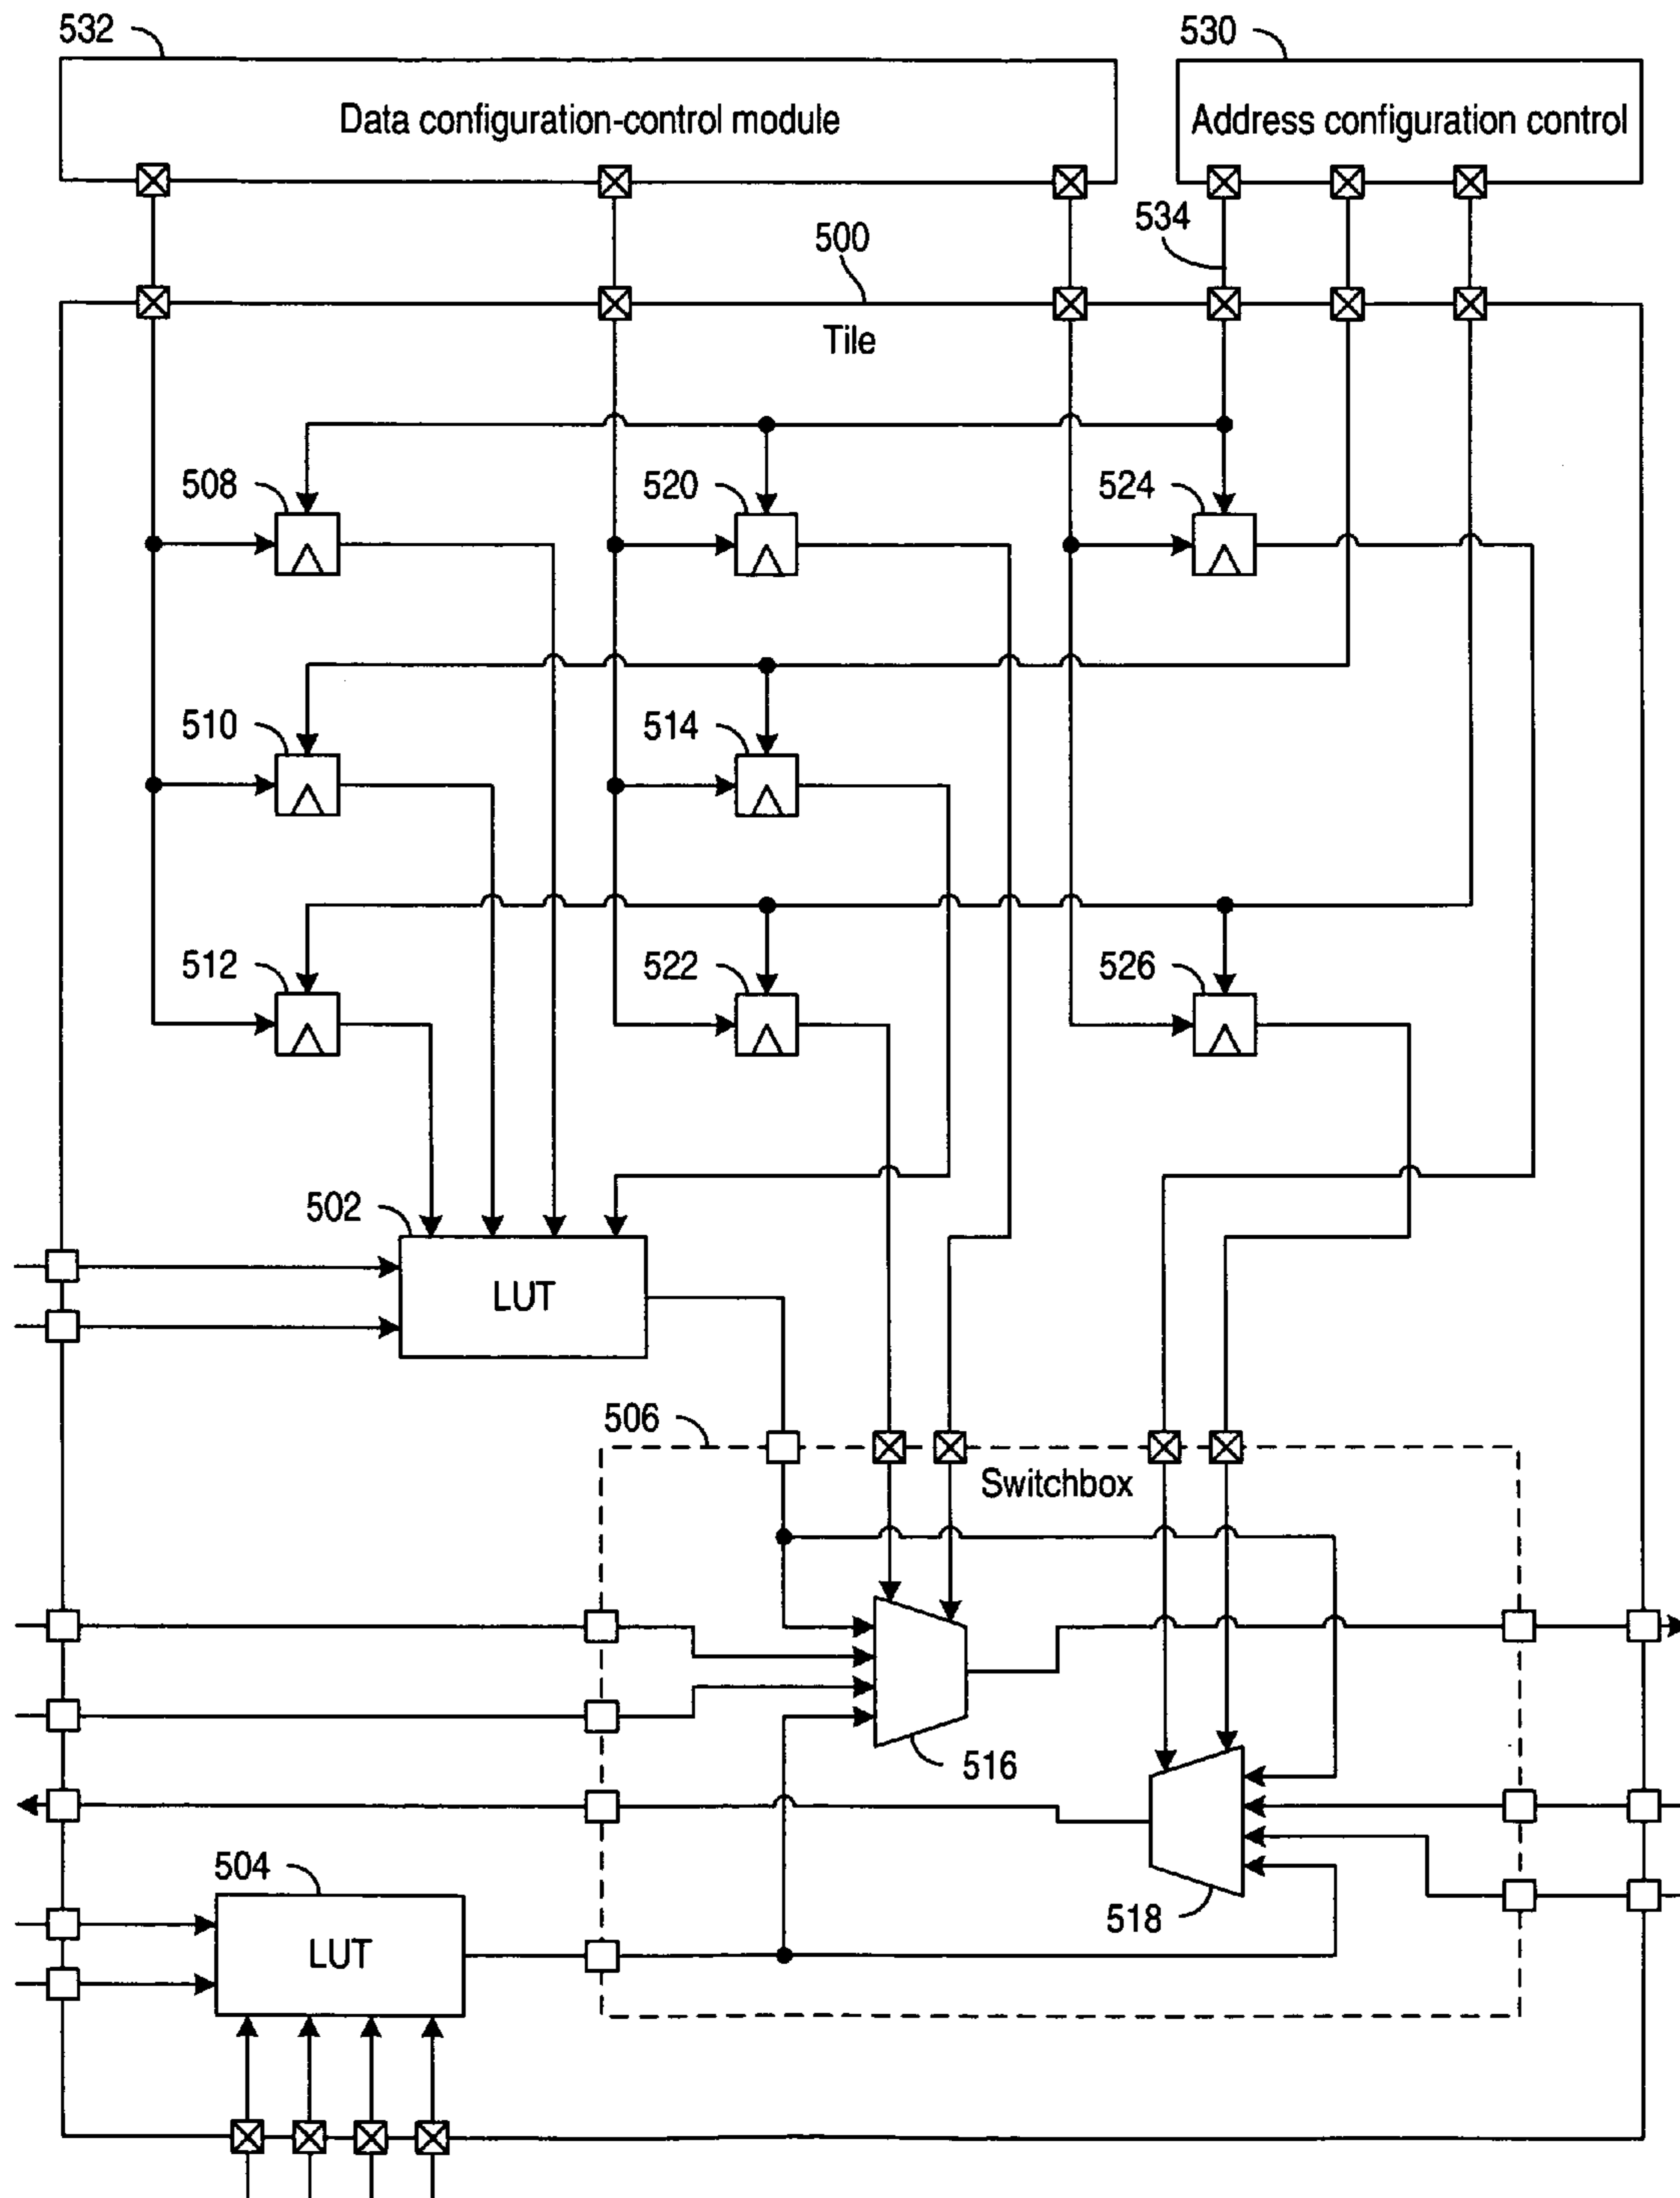 532
530
Data configuration-control module
Address configuration control
534
500
Tile
508
520
524
510
514
512
522
526
502
LUT
506
Switchbox
516
504
518
LUT